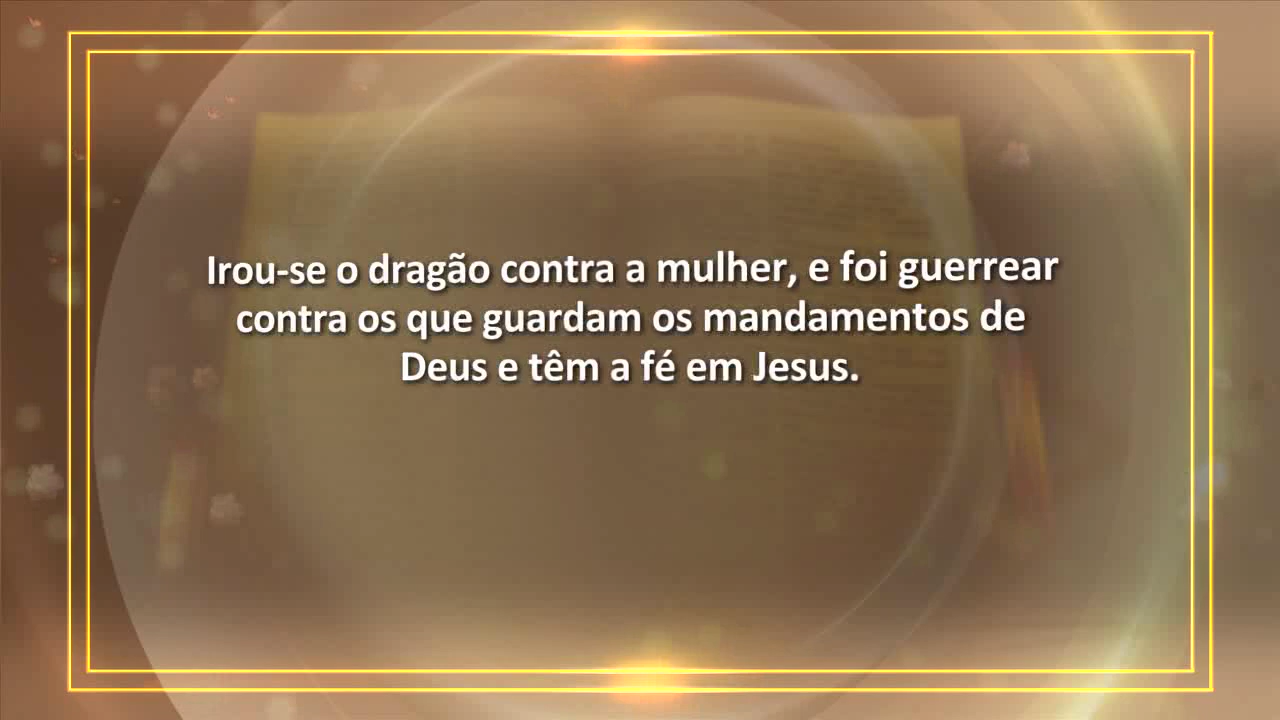 Irou-se o dragão contra a mulher, e foi guerrear
contra os que guardam os mandamentos de
Deus e têm a fé em Jesus.